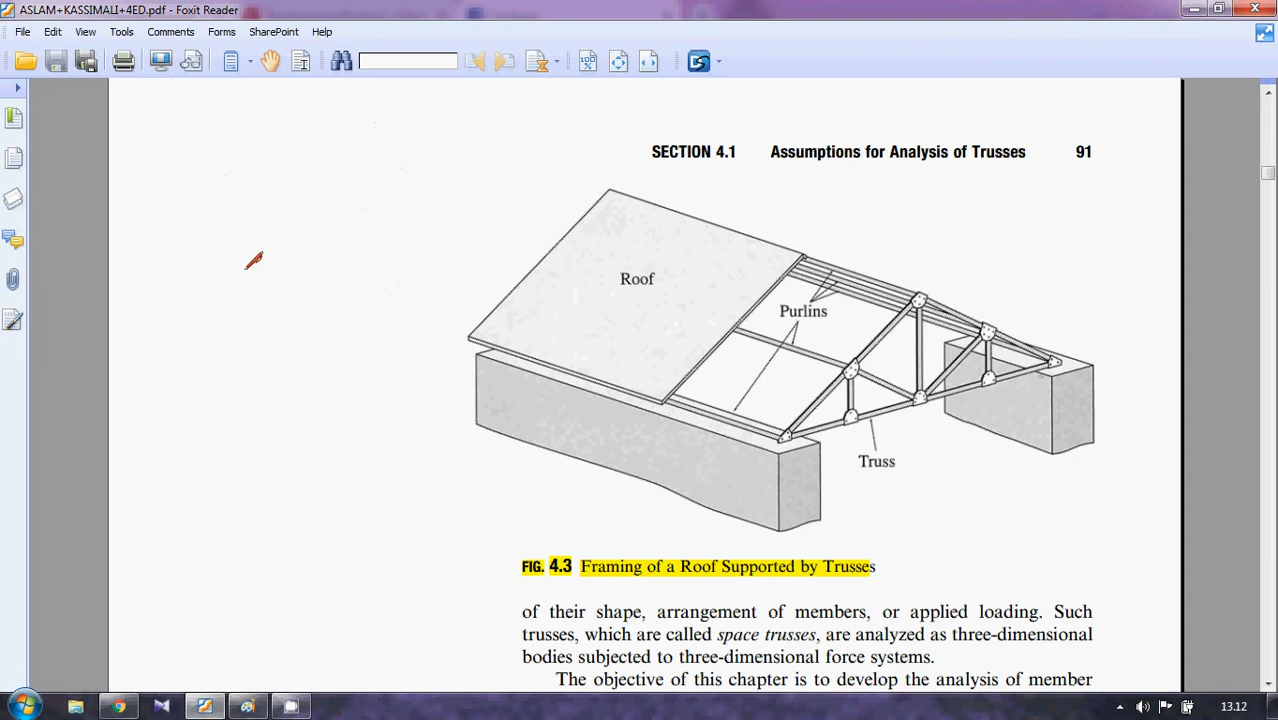 ASLAM+KASSIMALI+4ED.pdf - Foxit Reader
File Edit View Tools Comments Forms SharePoint Help
SECTION 4.1 Assumptions for Analysis of Trusses 91
Roof
Purlins
Truss
FIG. 4.3 Framing of a Roof Supported by Trusses
of their shape, arrangement of members, or applied loading. Such
trusses, which are called space trusses, are analyzed as three-dimensional
bodies subjected to three-dimensional force systems.
The objective of this chapter is to develop the analysis of member
13.12